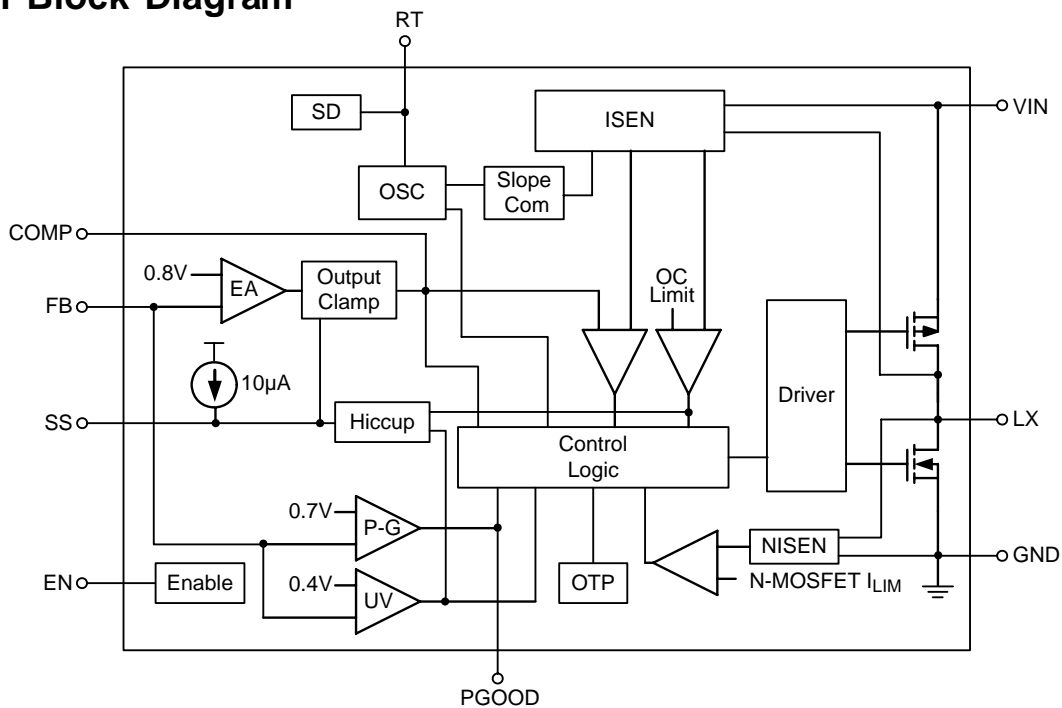 Block Diagram
RT
SD
ISEN
VIN
OSC
Slope
Com
COMP
0.8V
EA
Output
Clamp
OC
Limit
FB
10µA
Driver
SS
Hiccup
LX
Control
Logic
0.7V
P-G
NISEN
GND
EN
Enable
0.4V
UV
OTP
N-MOSFET I_LIM
PGOOD